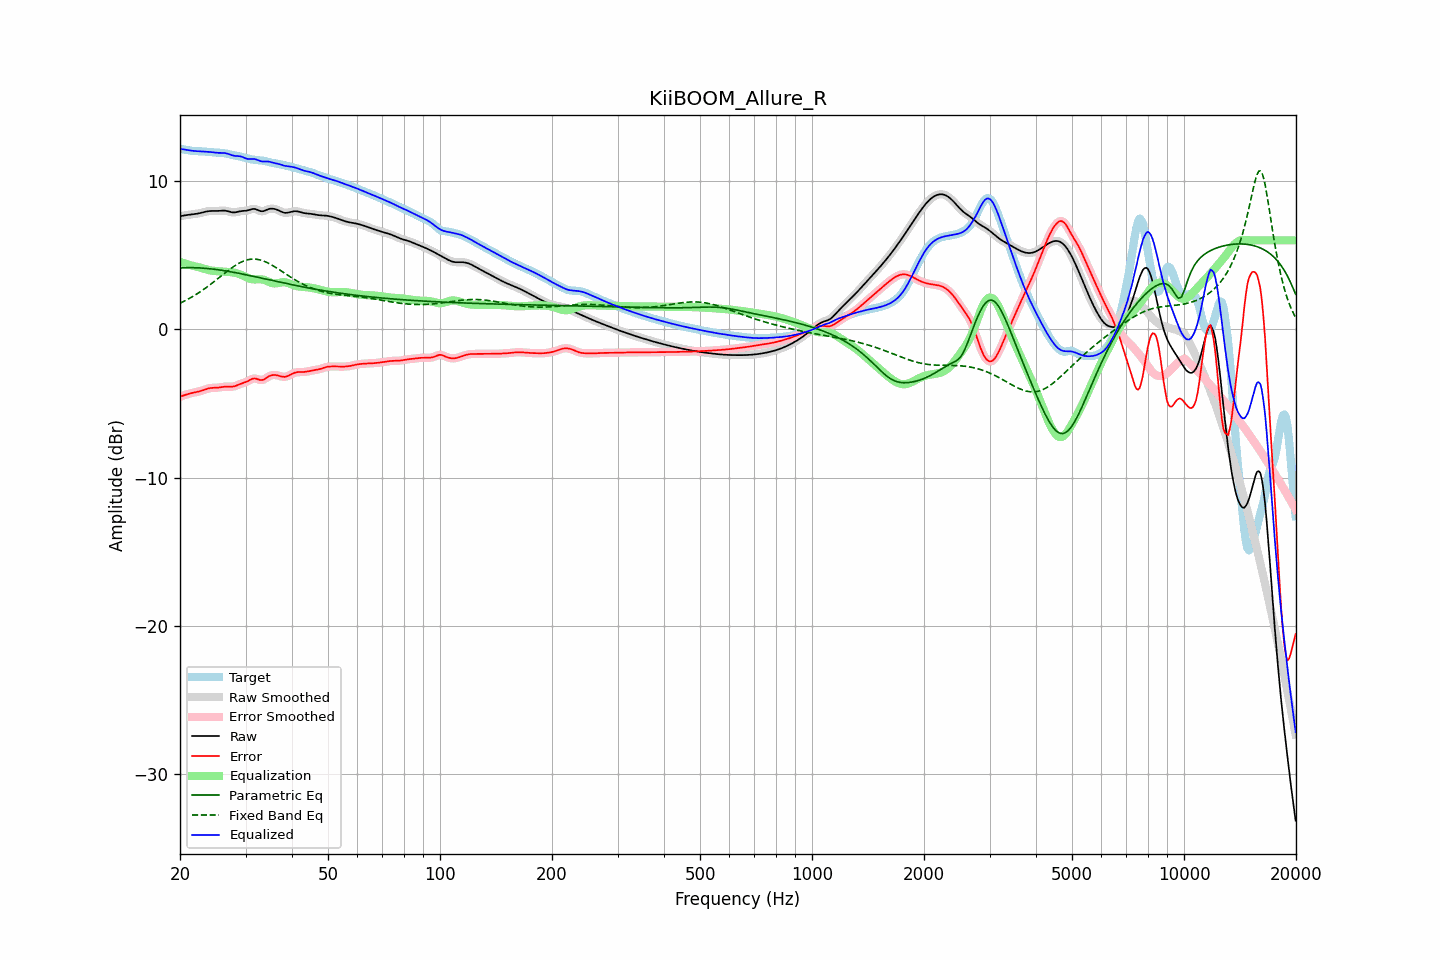 KiiBOOM_Allure_R
Amplitude (dBr)
10
0
−10
−20
−30
Target
Raw Smoothed
Error Smoothed
Raw
Error
Equalization
Parametric Eq
Fixed Band Eq
Equalized
20 50 100 200 500 1000 2000 5000 10000 20000
Frequency (Hz)